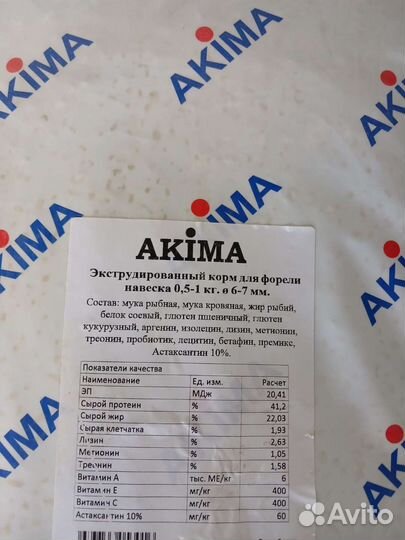 AKIMA
AKIMA
AKIMA
AKIMA
AKIMA
AKIMA
AKIMA
Экструдированный корм для форели
навеска 0,5-1 кг. ø 6-7 мм.
Состав: мука рыбная, мука кровяная, жир рыбий,
белок соевый, глютен пшеничный, глютен
кукурузный, аргенин, изолецин, лизин, метионин,
треонин, пробиотик, лецитин, бетафин, премикс,
Астаксантин 10%.
Показатели качества
Наименование Ед. изм. Расчет
ЭП МДж 20,41
Сырой протеин % 41,2
Сырой жир % 22,03
Сырая клетчатка % 1,93
Лизин % 2,63
Метионин % 1,05
Треонин % 1,58
Витамин А тыс. МЕ/кг 6
Витамин Е мг/кг 400
Витамин С мг/кг 400
Астаксантин 10% мг/кг 60
Avito